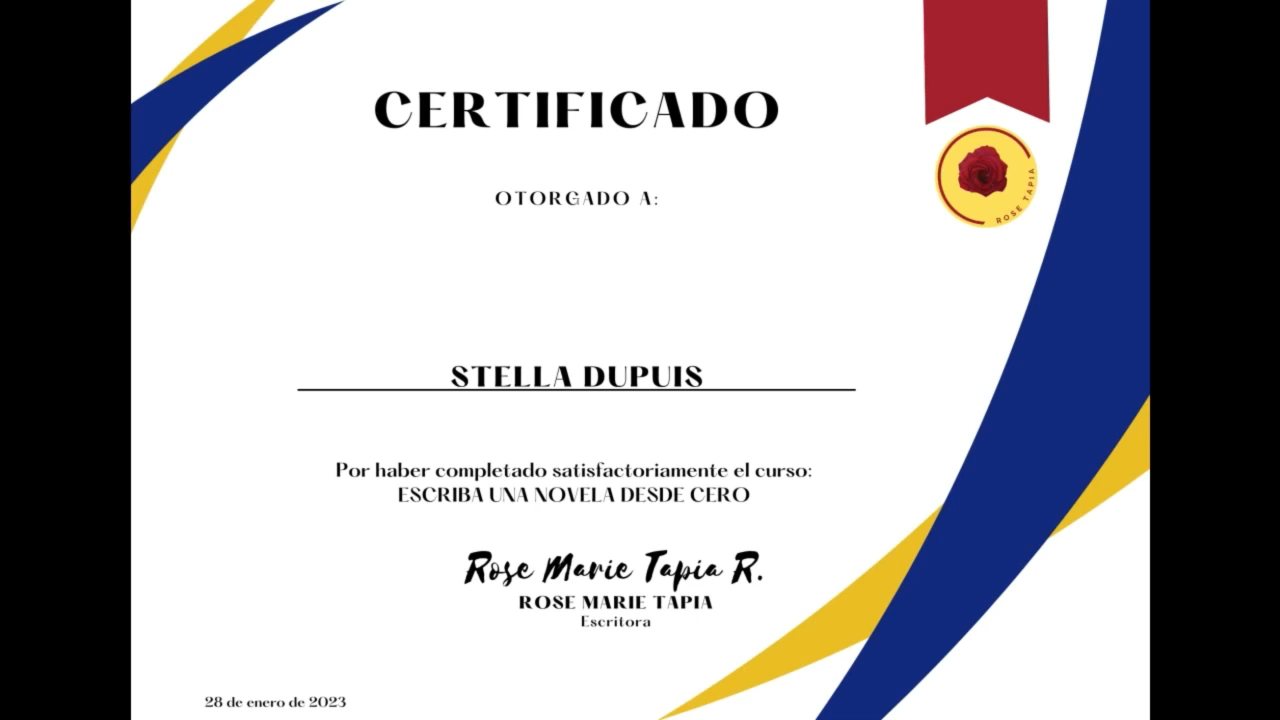 CERTIFICADO
OTORGADO A:
ROSE TAPIA
STELLA DUPUIS
Por haber completado satisfactoriamente el curso:
ESCRIBA UNA NOVELA DESDE CERO
Rose Marie Tapia R.
ROSE MARIE TAPIA
Escritora
28 de enero de 2023